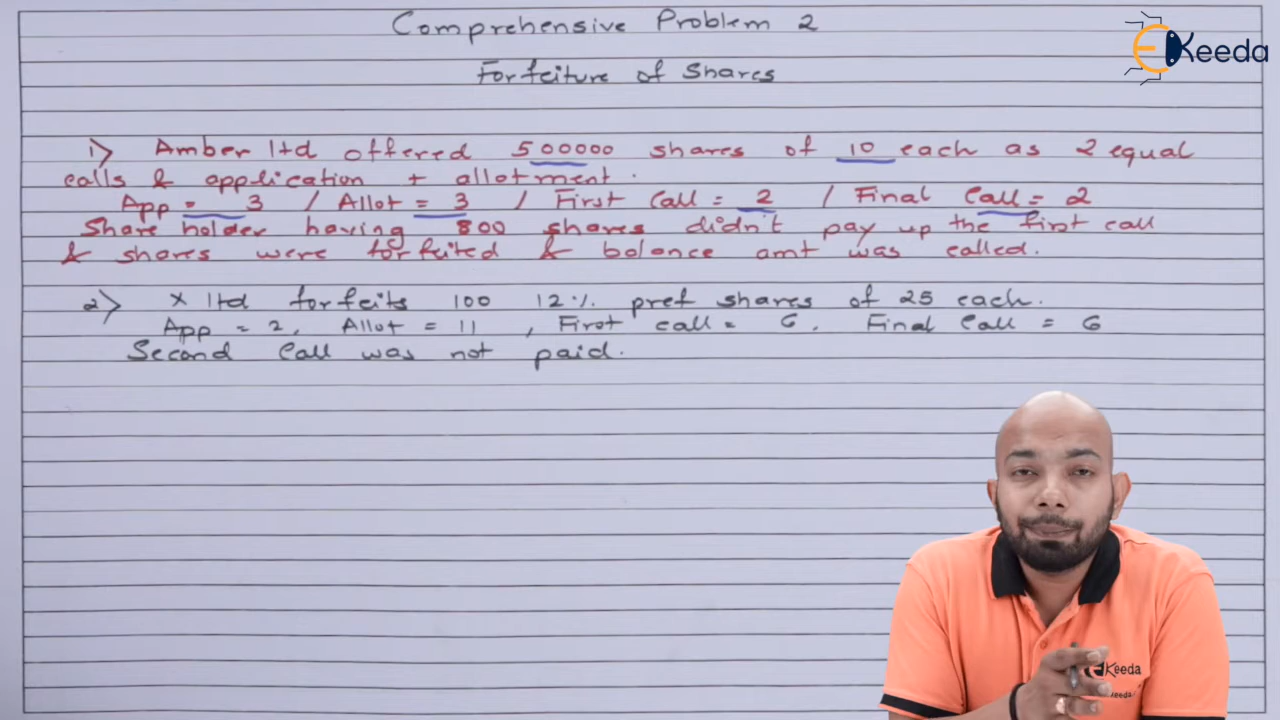 Comprehensive Problem 2
Forfeiture of Shares
EKeeda
1) Amber ltd offered 500000 shares of 10 each as 2 equal
calls & application + allotment.
App = 3 / Allot = 3 / First Call = 2 / Final Call = 2
Share holder having 800 shares didn't pay up the first call
& shares were forfeited & balance amt was called.
2) X ltd forfeits 100 12% pref shares of 25 each.
App = 2, Allot = 11, First call = 6, Final Call = 6
Second Call was not paid.
EKeeda